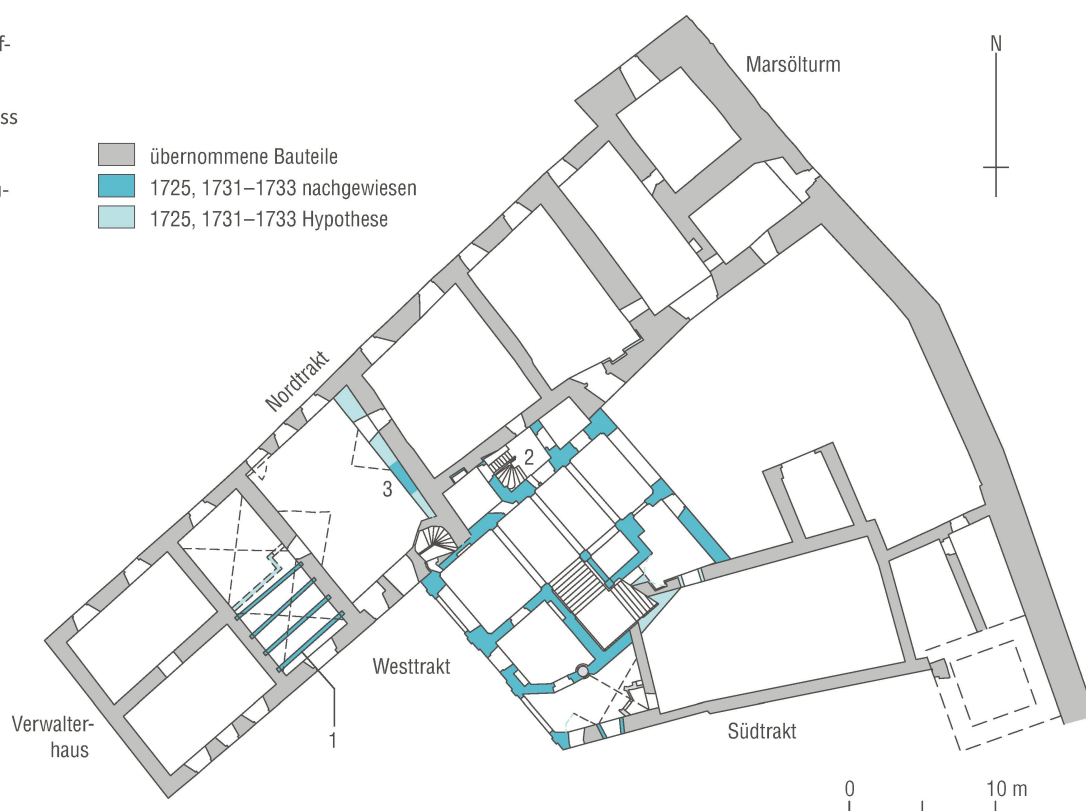 f-
ss
-
N
Marsölturm
übernommene Bauteile
1725, 1731–1733 nachgewiesen
1725, 1731–1733 Hypothese
Nordtrakt
2
3
Westtrakt
Verwalter-
haus
1
Südtrakt
0
10 m